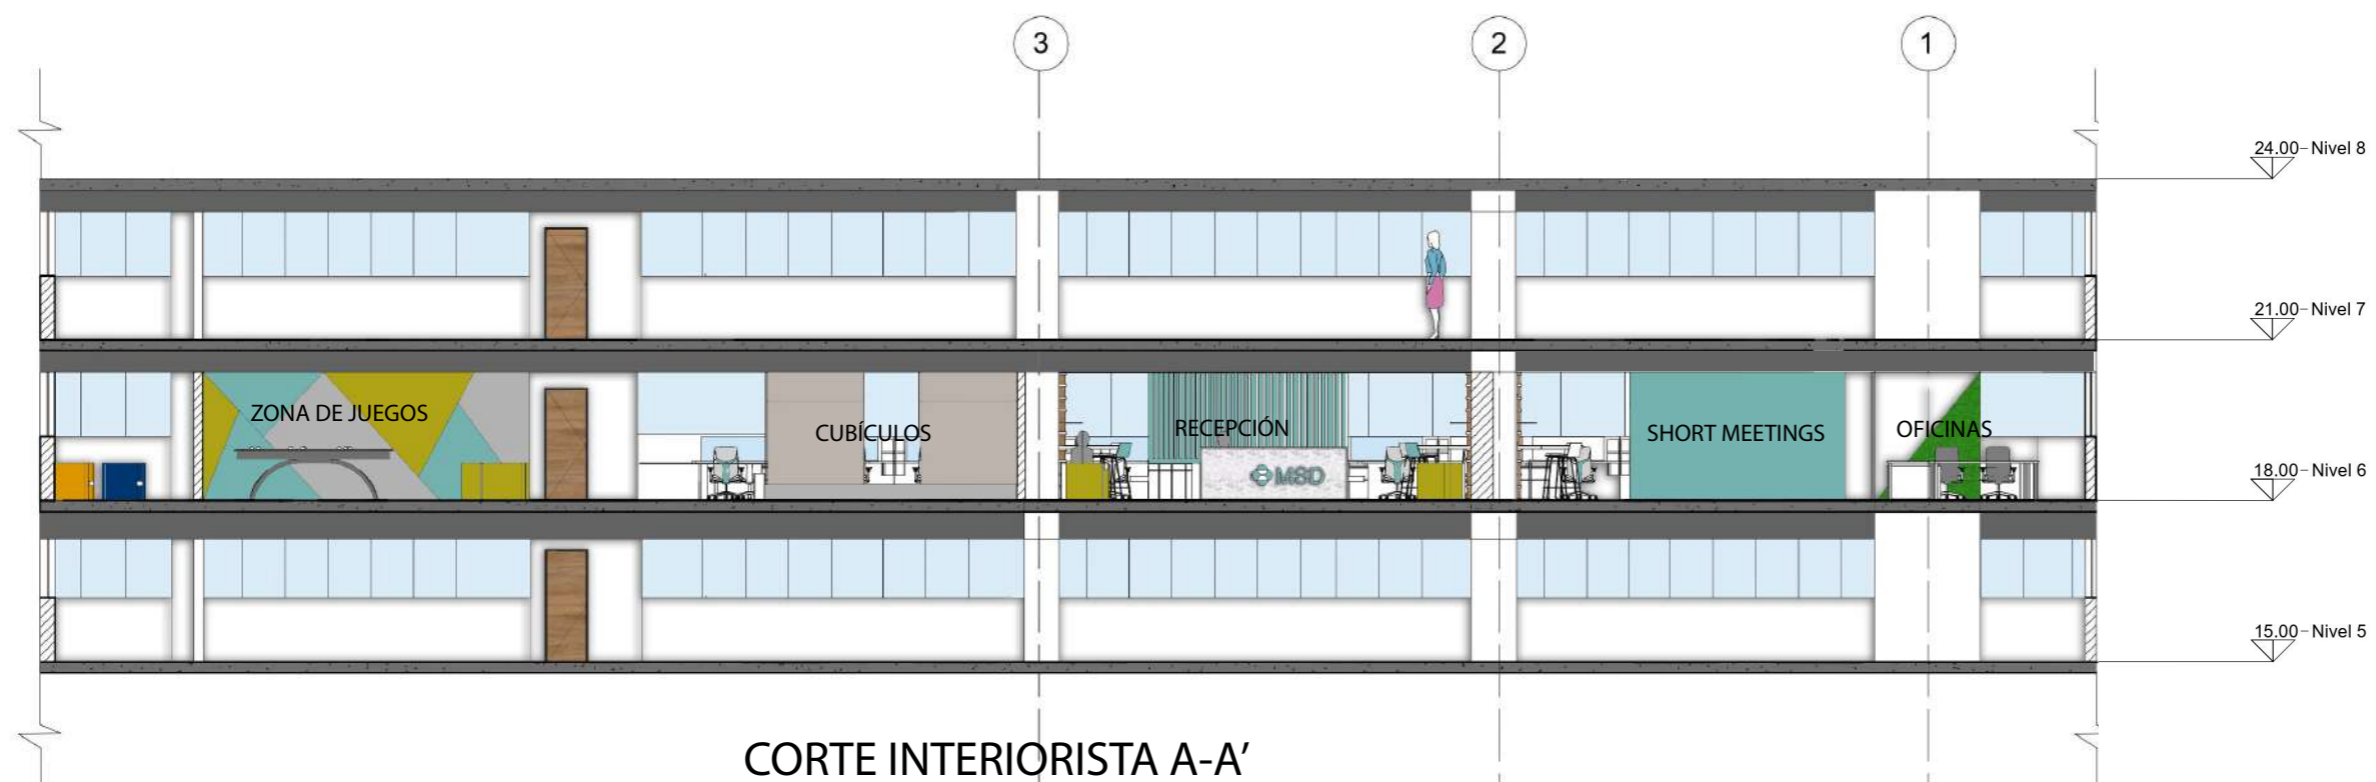 3
2
1
24.00 Nivel 8
21.00 Nivel 7
ZONA DE JUEGOS
CUBÍCULOS
RECEPCIÓN
SHORT MEETINGS
OFICINAS
MSD
18.00 Nivel 6
15.00 Nivel 5
CORTE INTERIORISTA A-A'